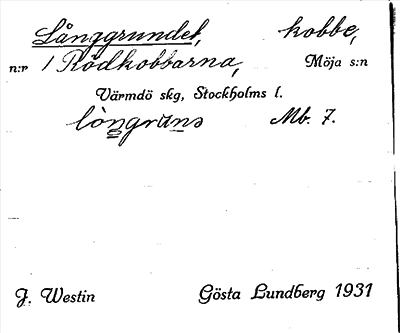 Långgrundet, kobbe,
n:r 1 Rödkobbarna, Möja s:n
Värmdö skg, Stockholms l.
Mb. 7.
J. Westin Gösta Lundberg 1931